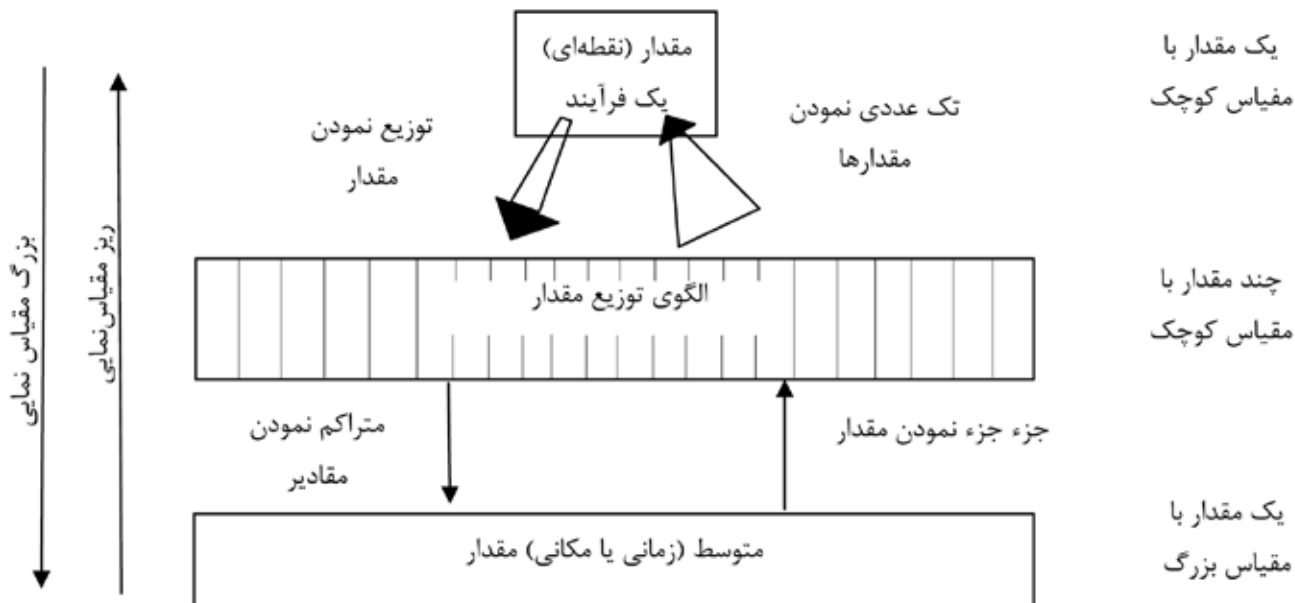 مقدار (نقطه‌ای)
یک فرآیند
یک مقدار با
مفیاس کوچک
توزیع نمودن
مقدار
تک عددی نمودن
مقدارها
بزرگ مقیاس نمایی
ریز مقیاس‌نمایی
الگوی توزیع مقدار
چند مقدار با
مقیاس کوچک
متراکم نمودن
مقادیر
جزء جزء نمودن مقدار
متوسط (زمانی یا مکانی) مقدار
یک مقدار با
مقیاس بزرگ